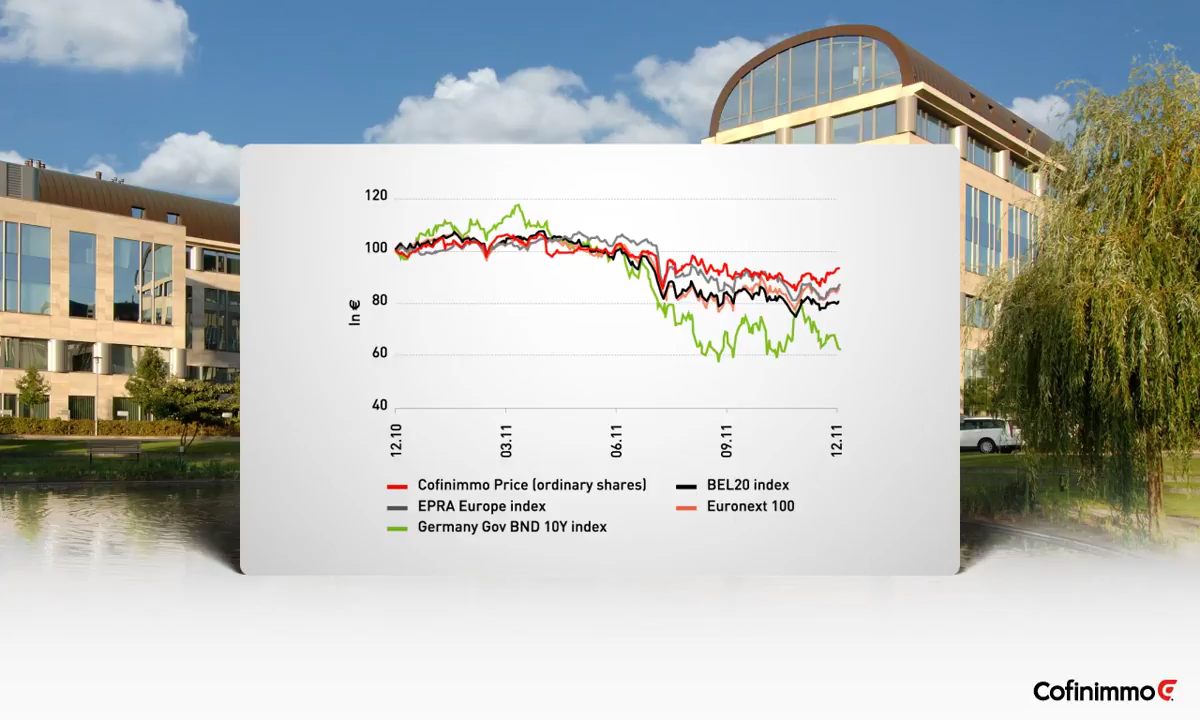 120
100
80
60
40
In €
12.10
03.11
06.11
09.11
12.11
Cofinimmo Price (ordinary shares)
EPRA Europe index
Germany Gov BND 10Y index
BEL20 index
Euronext 100
Cofinimmo